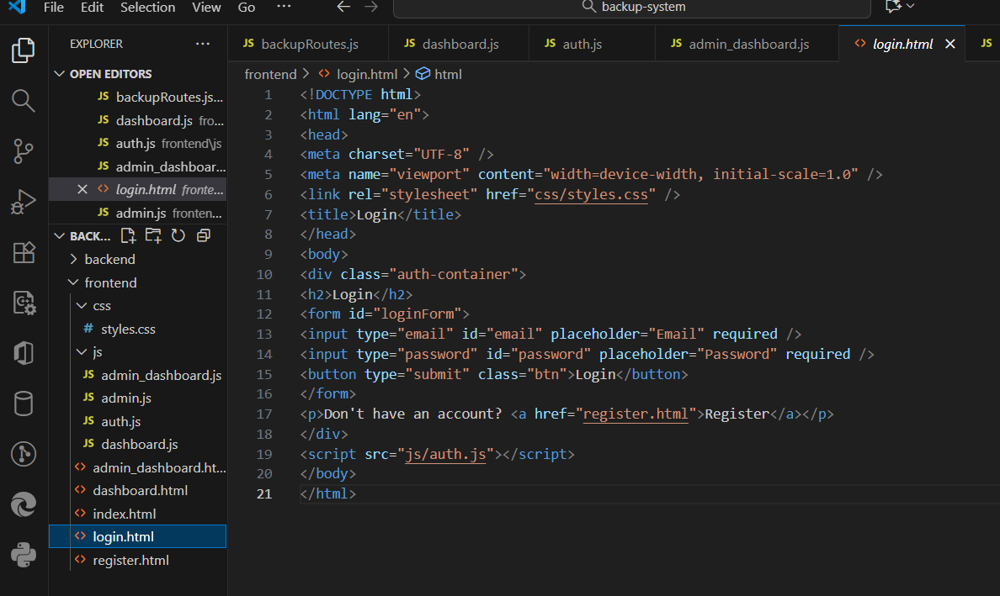 File Edit Selection View Go ··· backup-system
EXPLORER ···
OPEN EDITORS
JS backupRoutes.js...
JS dashboard.js fro...
JS auth.js frontend\js
JS admin_dashboar...
login.html fronte...
JS admin.js fronten...
BACK...
backend
frontend
css
# styles.css
js
JS admin_dashboard.js
JS admin.js
JS auth.js
JS dashboard.js
admin_dashboard.ht...
dashboard.html
index.html
login.html
register.html
JS backupRoutes.js JS dashboard.js JS auth.js JS admin_dashboard.js <> login.html JS
frontend > <> login.html > html
1 <!DOCTYPE html>
2 <html lang="en">
3 <head>
4 <meta charset="UTF-8" />
5 <meta name="viewport" content="width=device-width, initial-scale=1.0" />
6 <link rel="stylesheet" href="css/styles.css" />
7 <title>Login</title>
8 </head>
9 <body>
10 <div class="auth-container">
11 <h2>Login</h2>
12 <form id="loginForm">
13 <input type="email" id="email" placeholder="Email" required />
14 <input type="password" id="password" placeholder="Password" required />
15 <button type="submit" class="btn">Login</button>
16 </form>
17 <p>Don't have an account? <a href="register.html">Register</a></p>
18 </div>
19 <script src="js/auth.js"></script>
20 </body>
21 </html>